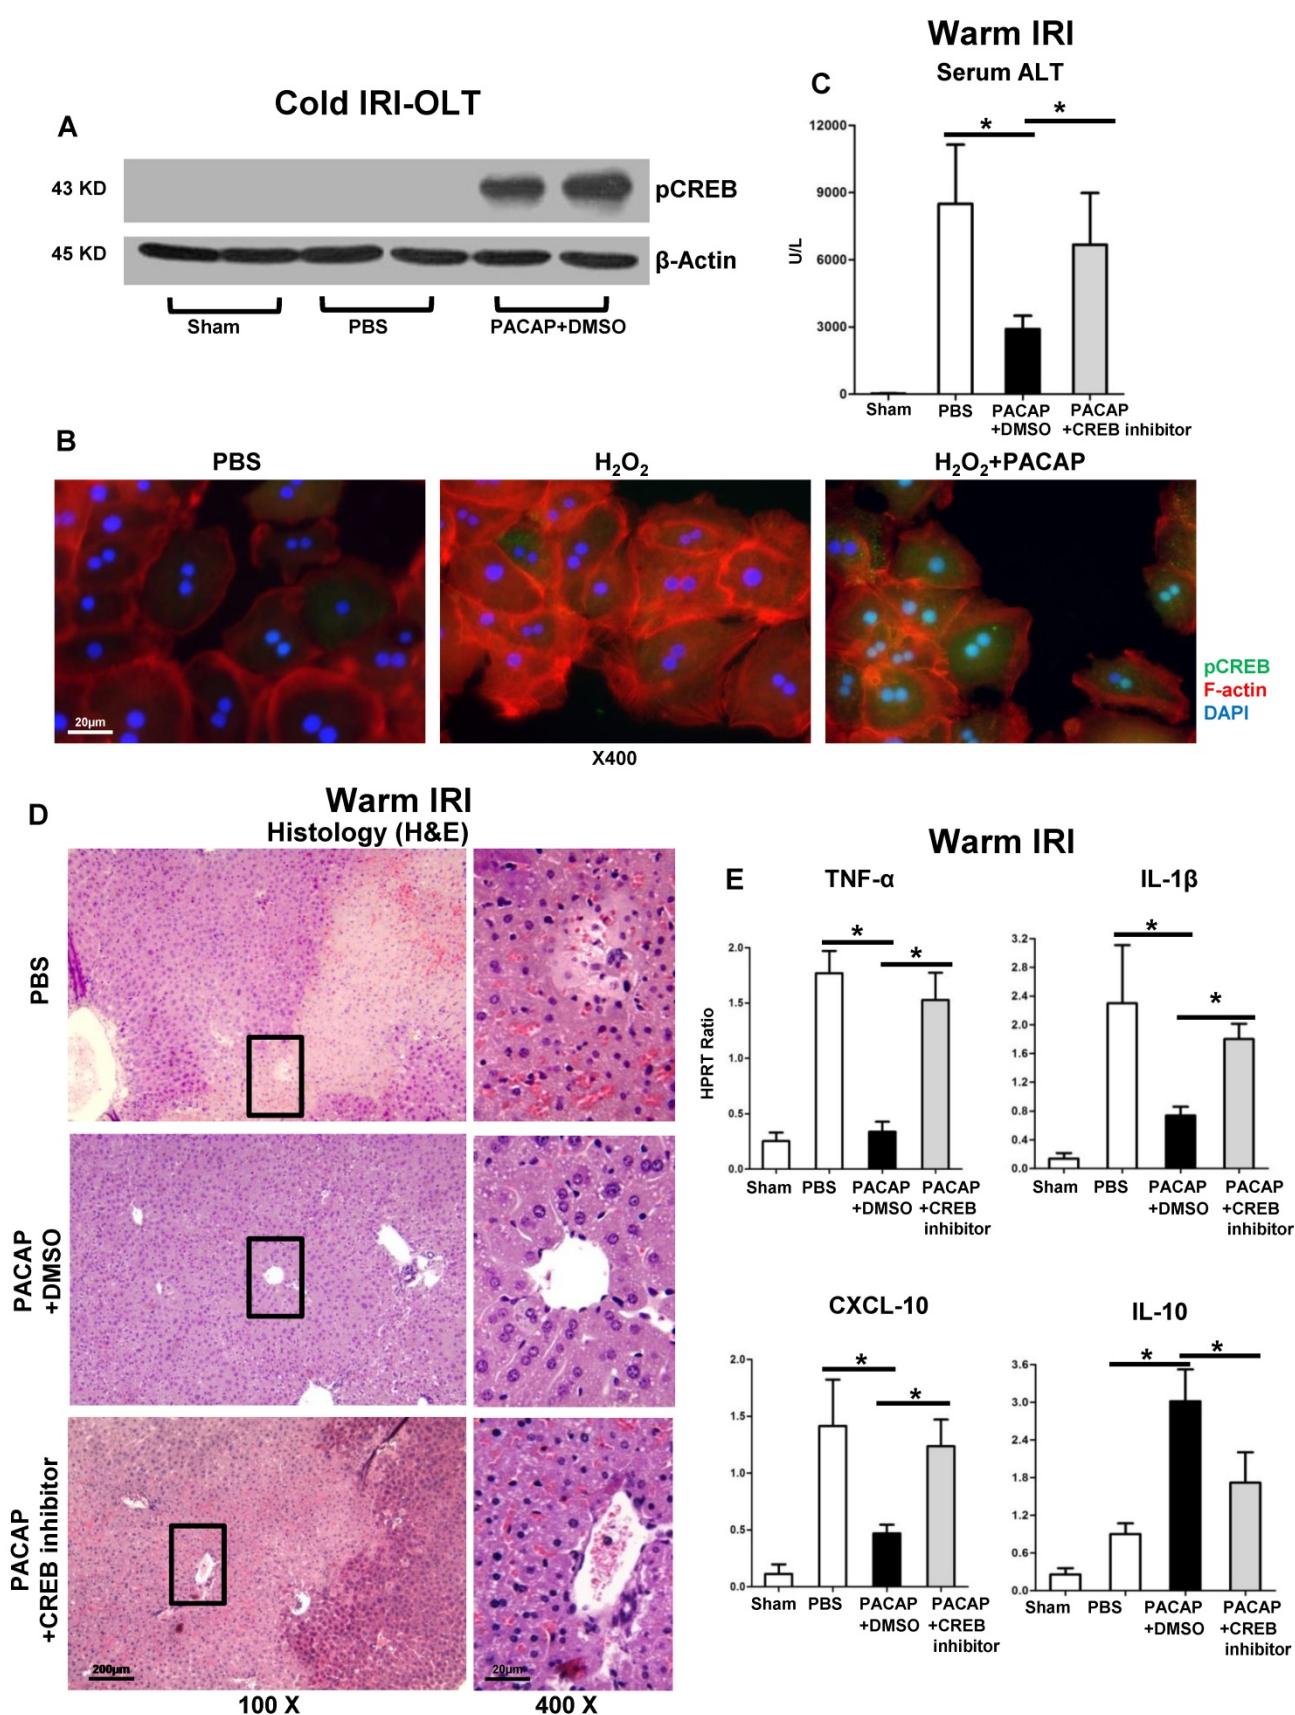 A
Cold IRI-OLT
43 KD
pCREB
45 KD
β-Actin
Sham
PBS
PACAP+DMSO
Warm IRI
C
Serum ALT
*
*
12000
9000
6000
3000
0
U/L
Sham
PBS
PACAP
+DMSO
PACAP
+CREB inhibitor
B
PBS
H₂O₂
H₂O₂+PACAP
20μm
X400
pCREB
F-actin
DAPI
D
Warm IRI
Histology (H&E)
PBS
PACAP
+DMSO
PACAP
+CREB inhibitor
200μm
20μm
100 X
400 X
Warm IRI
E
TNF-α
*
*
2.0
1.5
1.0
0.5
0.0
HPRT Ratio
Sham
PBS
PACAP
+DMSO
PACAP
+CREB
inhibitor
IL-1β
*
*
3.2
2.8
2.4
2.0
1.6
1.2
0.8
0.4
0.0
Sham
PBS
PACAP
+DMSO
PACAP
+CREB
inhibitor
CXCL-10
*
*
2.0
1.5
1.0
0.5
0.0
Sham
PBS
PACAP
+DMSO
PACAP
+CREB
inhibitor
IL-10
*
*
3.6
3.0
2.4
1.8
1.2
0.6
0.0
Sham
PBS
PACAP
+DMSO
PACAP
+CREB
inhibitor